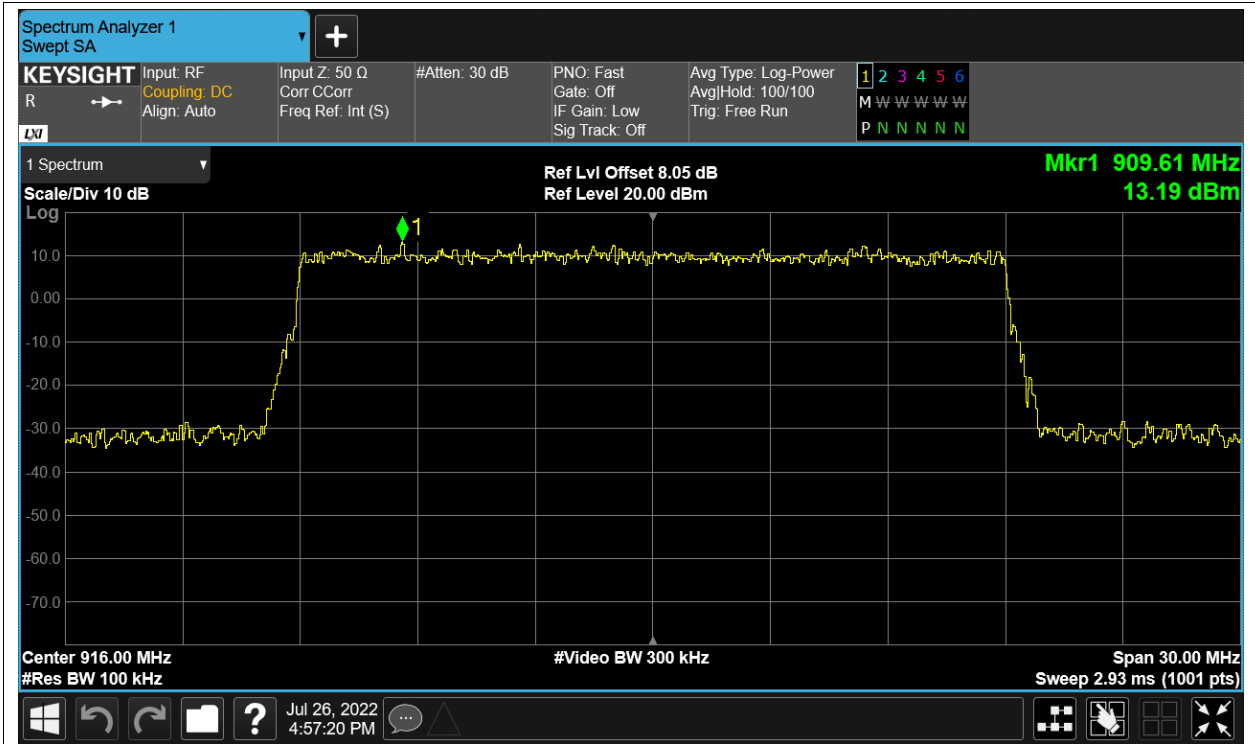 Spectrum Analyzer 1
Swept SA
KEYSIGHT
R
LXI
Input: RF
Coupling: DC
Align: Auto
Input Z: 50 Ω
Corr CCorr
Freq Ref: Int (S)
#Atten: 30 dB
PNO: Fast
Gate: Off
IF Gain: Low
Sig Track: Off
Avg Type: Log-Power
Avg|Hold: 100/100
Trig: Free Run
1 2 3 4 5 6
M W W W W W
P N N N N N
1 Spectrum
Scale/Div 10 dB
Log
Ref Lvl Offset 8.05 dB
Ref Level 20.00 dBm
Mkr1 909.61 MHz
13.19 dBm
1
10.0
0.00
-10.0
-20.0
-30.0
-40.0
-50.0
-60.0
-70.0
Center 916.00 MHz
#Res BW 100 kHz
#Video BW 300 kHz
Span 30.00 MHz
Sweep 2.93 ms (1001 pts)
?
Jul 26, 2022
4:57:20 PM